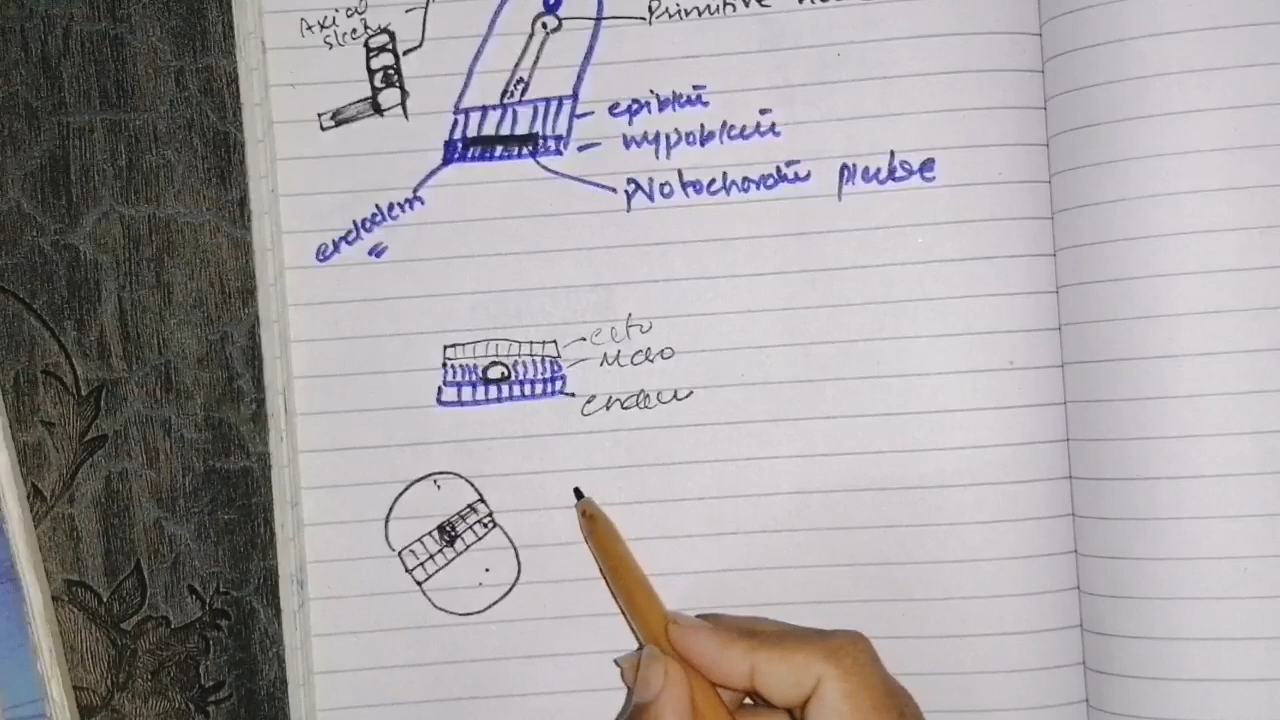 Axial
Primitive
epiblast
hypoblast
Notochordal plate
endoderm
ecto
Meso
endo